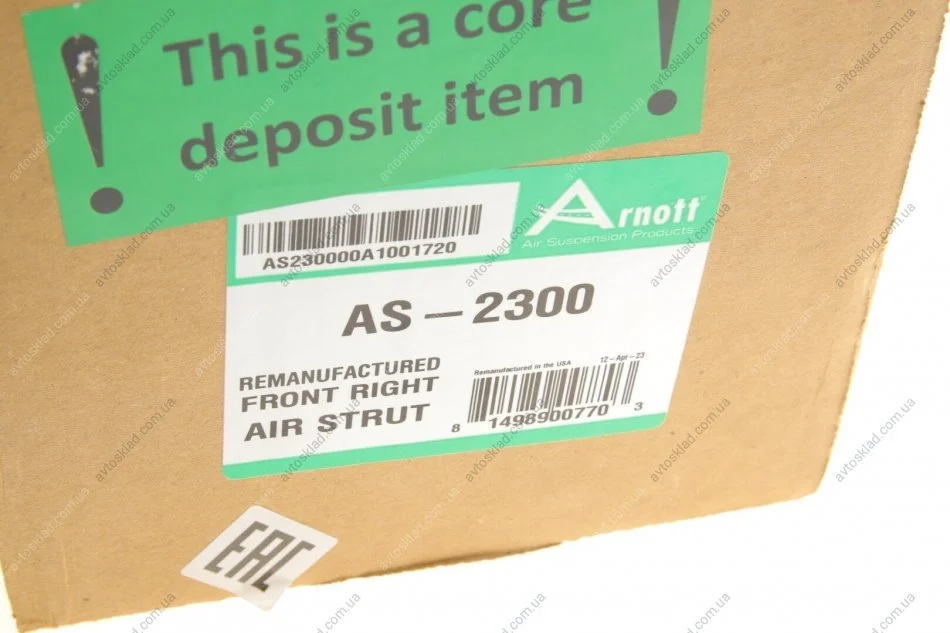 This is a core
deposit item
Arnott®
Air Suspension Products
AS230000A1001720
AS-2300
REMANUFACTURED
FRONT RIGHT
AIR STRUT
Remanufactured in the USA
12-Apr-23
8 1498900770 3
EAC
avtosklad.com.ua